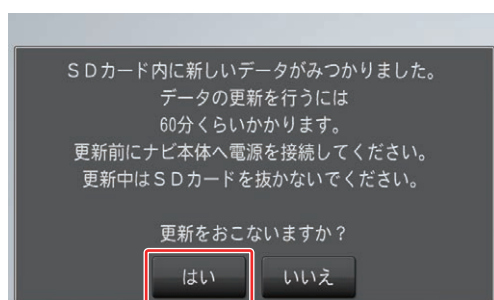 ＳＤカード内に新しいデータがみつかりました。
データの更新を行うには
60分くらいかかります。
更新前にナビ本体へ電源を接続してください。
更新中はＳＤカードを抜かないでください。
更新をおこないますか？
はい いいえ